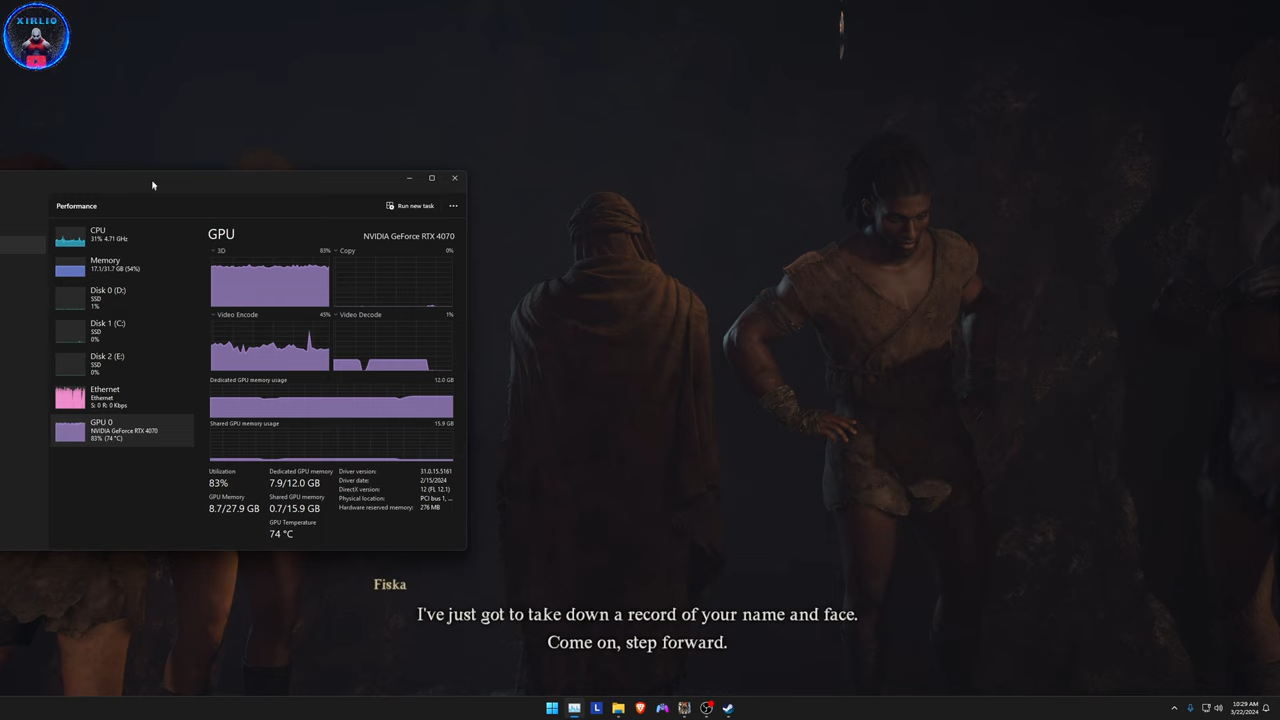 XIRLIO
Performance
Run new task
CPU
31% 4.71 GHz
Memory
17.1/31.7 GB (54%)
Disk 0 (D:)
SSD
1%
Disk 1 (C:)
SSD
0%
Disk 2 (E:)
SSD
0%
Ethernet
Ethernet
S: 0 R: 0 Kbps
GPU 0
NVIDIA GeForce RTX 4070
83% (74 °C)
GPU
NVIDIA GeForce RTX 4070
3D
83%
Copy
0%
Video Encode
45%
Video Decode
1%
Dedicated GPU memory usage
12.0 GB
Shared GPU memory usage
15.9 GB
Utilization
83%
Dedicated GPU memory
7.9/12.0 GB
GPU Memory
8.7/27.9 GB
Shared GPU memory
0.7/15.9 GB
GPU Temperature
74 °C
Driver version: 31.0.15.5161
Driver date: 2/15/2024
DirectX version: 12 (FL 12.1)
Physical location: PCI bus 1, ...
Hardware reserved memory: 276 MB
Fiska
I've just got to take down a record of your name and face.
Come on, step forward.
L
10:29 AM
3/22/2024